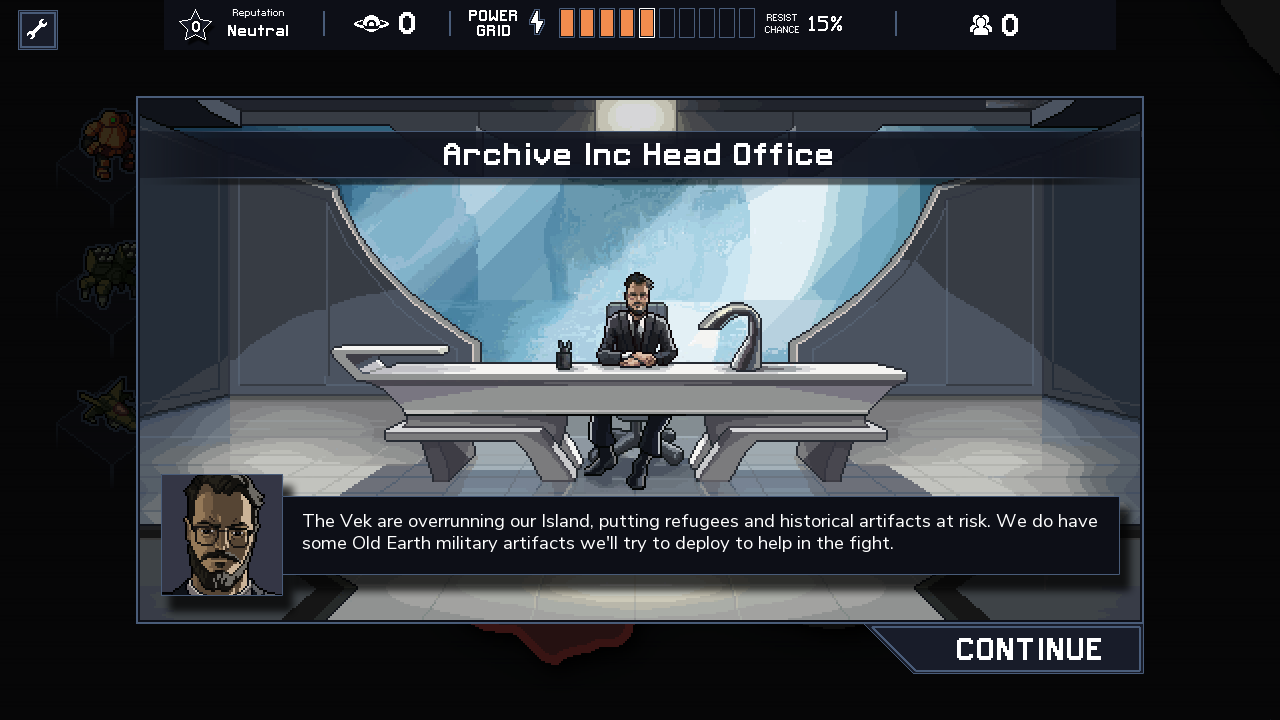 Reputation
Neutral
0
0
POWER
GRID
RESIST
CHANCE
15%
0
Archive Inc Head Office
The Vek are overrunning our Island, putting refugees and historical artifacts at risk. We do have
some Old Earth military artifacts we'll try to deploy to help in the fight.
CONTINUE